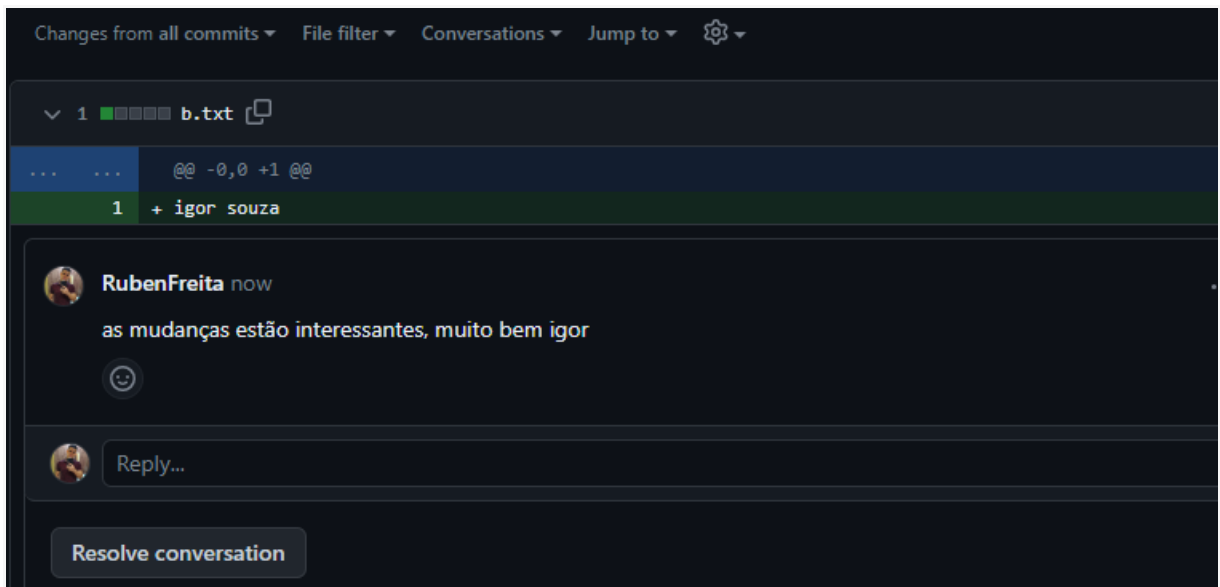 Changes from all commits File filter Conversations Jump to
1 b.txt
... ... @@ -0,0 +1 @@
1 + igor souza
RubenFreita now
as mudanças estão interessantes, muito bem igor
Reply...
Resolve conversation